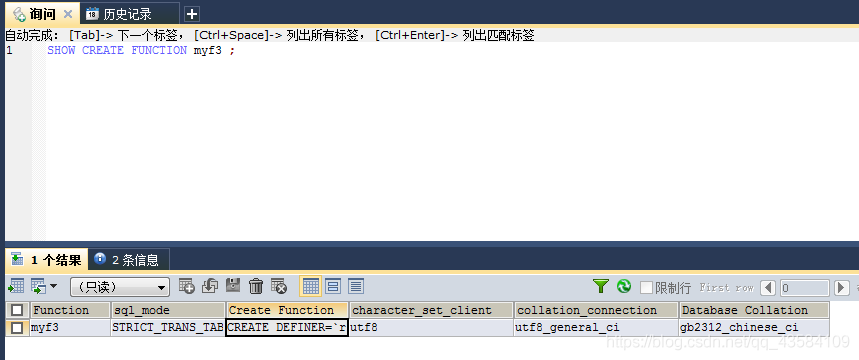 询问 历史记录
自动完成: [Tab]-> 下一个标签, [Ctrl+Space]-> 列出所有标签, [Ctrl+Enter]-> 列出匹配标签
1 SHOW CREATE FUNCTION myf3 ;
1 个结果 2 条信息
(只读) 限制行 First row 0
Function sql_mode Create Function character_set_client collation_connection Database Collation
myf3 STRICT_TRANS_TAB CREATE DEFINER=`r utf8 utf8_general_ci gb2312_chinese_ci
https://blog.csdn.net/qq_43584109